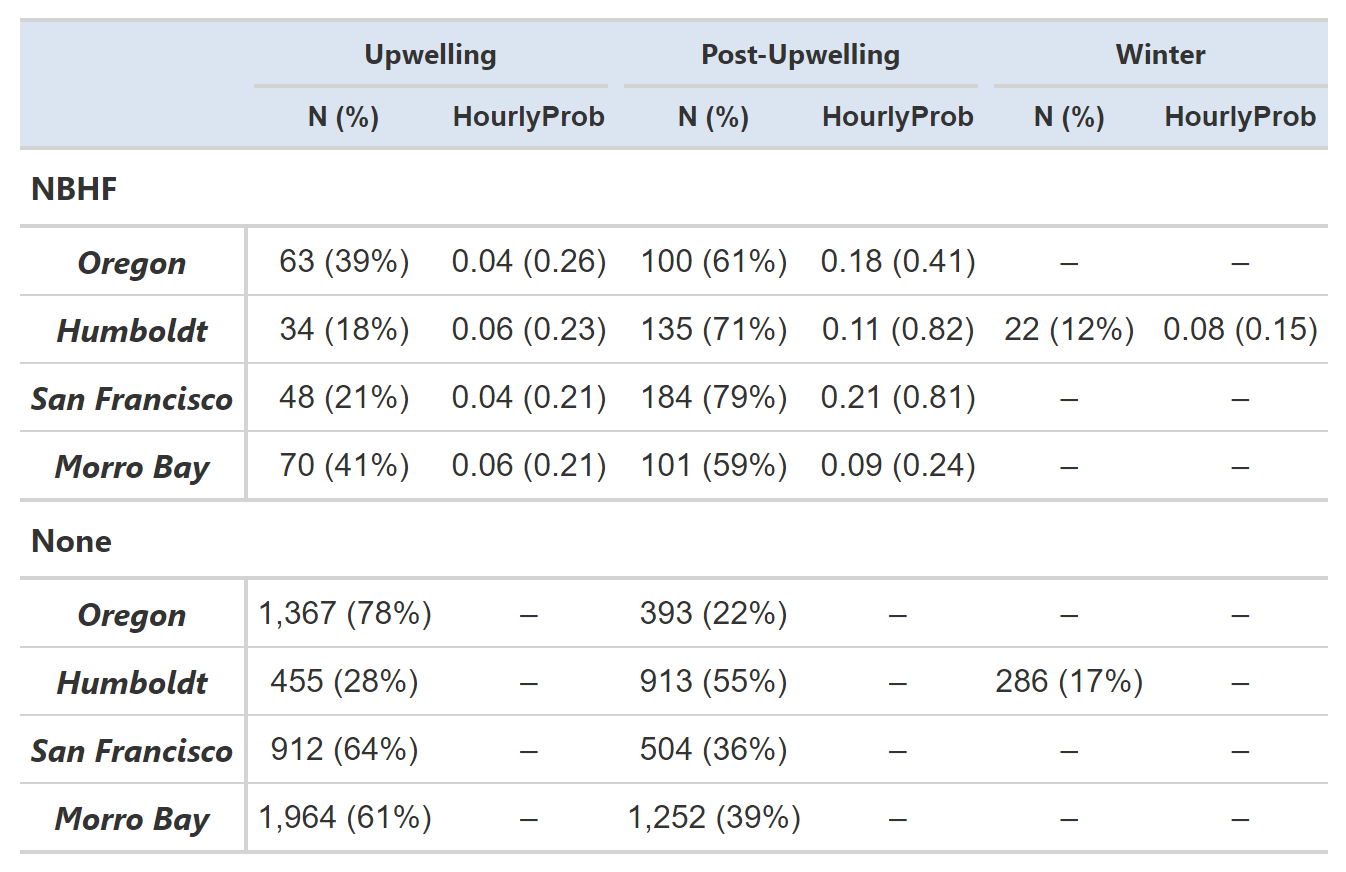 Upwelling Post-Upwelling Winter
N (%) HourlyProb N (%) HourlyProb N (%) HourlyProb
NBHF
Oregon 63 (39%) 0.04 (0.26) 100 (61%) 0.18 (0.41) – –
Humboldt 34 (18%) 0.06 (0.23) 135 (71%) 0.11 (0.82) 22 (12%) 0.08 (0.15)
San Francisco 48 (21%) 0.04 (0.21) 184 (79%) 0.21 (0.81) – –
Morro Bay 70 (41%) 0.06 (0.21) 101 (59%) 0.09 (0.24) – –
None
Oregon 1,367 (78%) – 393 (22%) – – –
Humboldt 455 (28%) – 913 (55%) – 286 (17%) –
San Francisco 912 (64%) – 504 (36%) – – –
Morro Bay 1,964 (61%) – 1,252 (39%) – – –